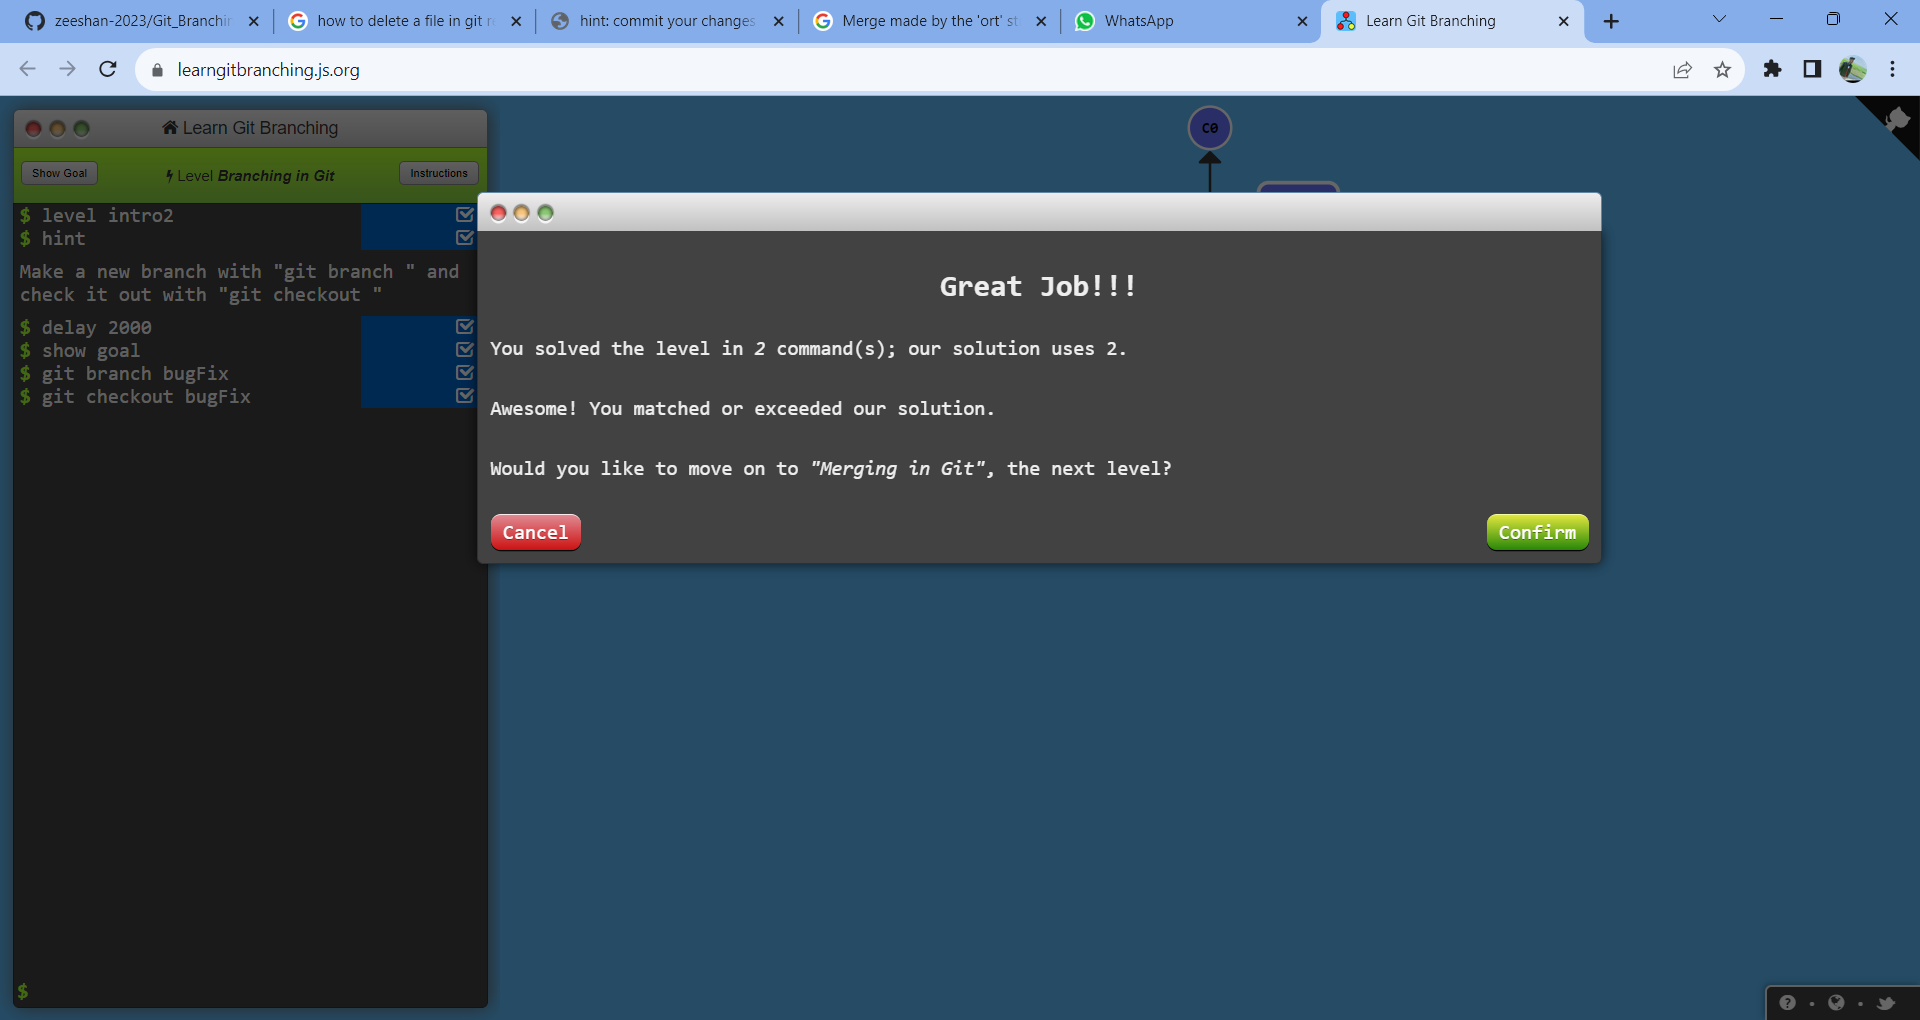 zeeshan-2023/Git_Branchin
how to delete a file in git r
hint: commit your changes
Merge made by the 'ort' st
WhatsApp
Learn Git Branching
learngitbranching.js.org
Learn Git Branching
Show Goal
Level Branching in Git
Instructions
$ level intro2
$ hint
Make a new branch with "git branch " and
check it out with "git checkout "
$ delay 2000
$ show goal
$ git branch bugFix
$ git checkout bugFix
$
C0
Great Job!!!
You solved the level in 2 command(s); our solution uses 2.
Awesome! You matched or exceeded our solution.
Would you like to move on to "Merging in Git", the next level?
Cancel
Confirm